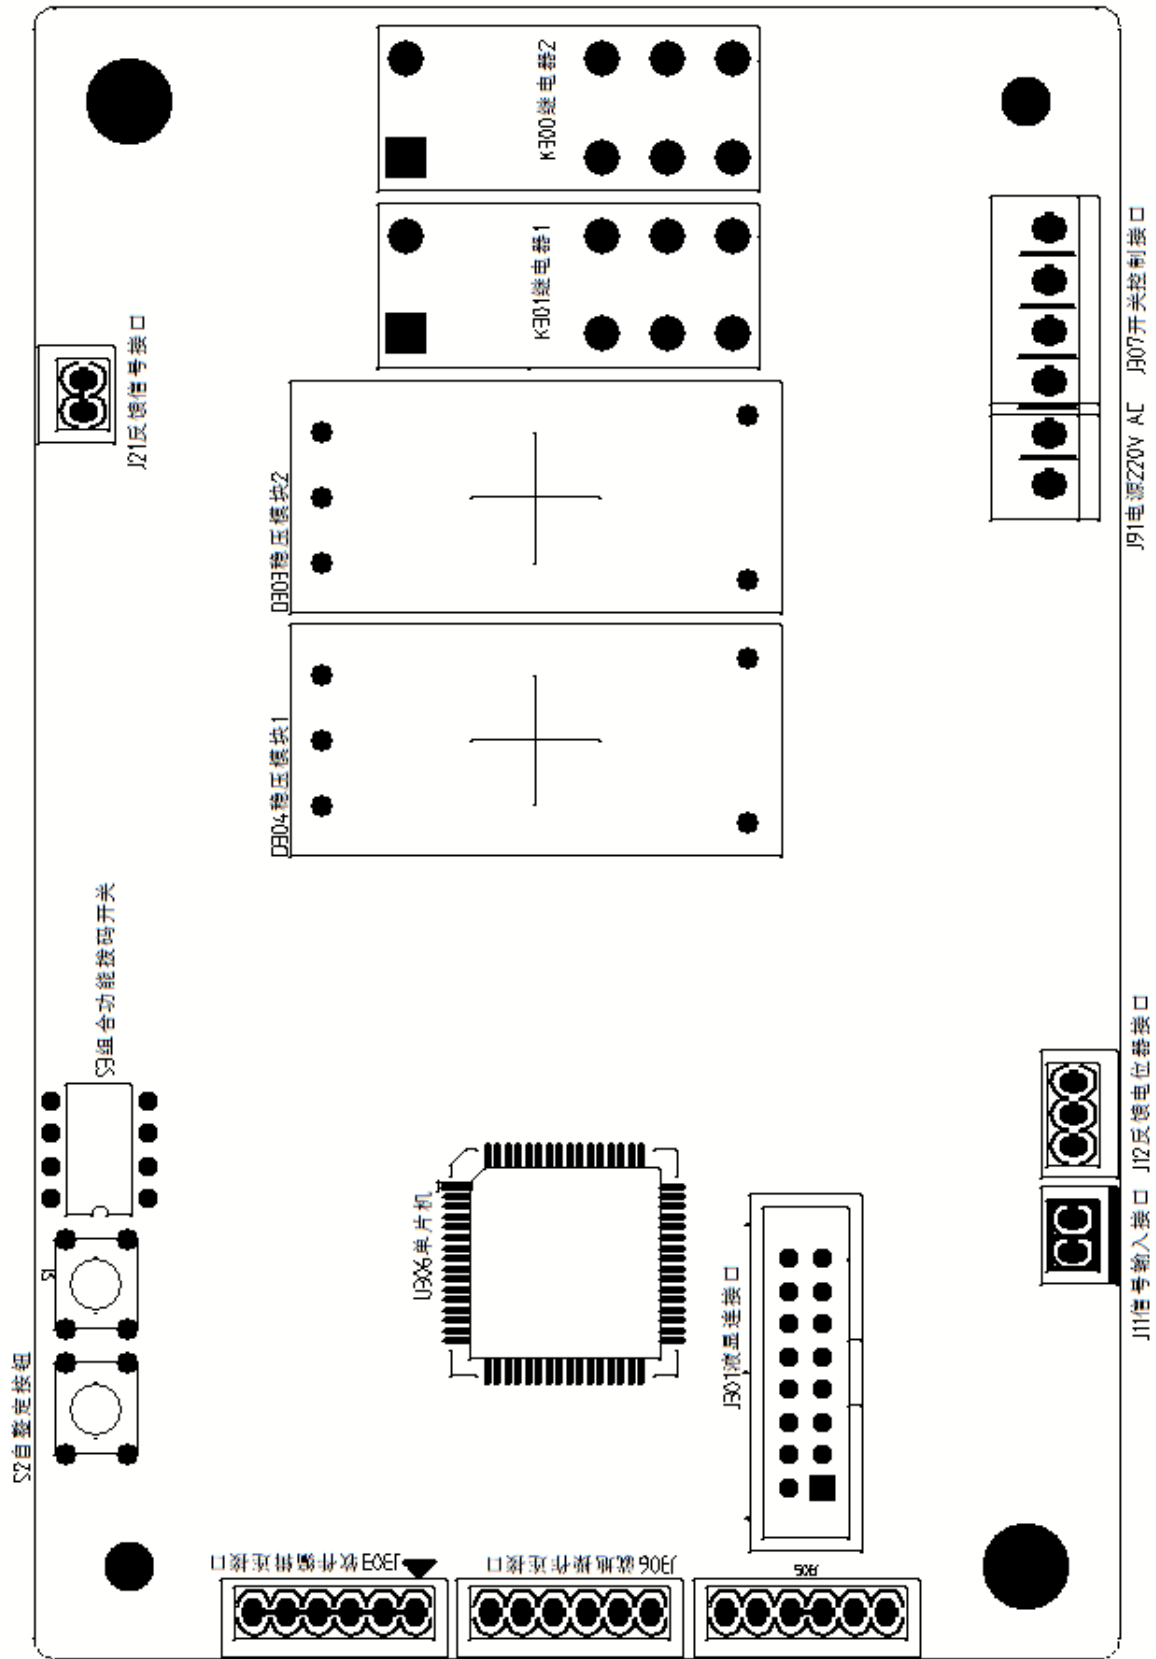 K300继电器2
K301继电器1
J21反馈信号接口
J307开关控制接口
J91电源220V AC
D303稳压模块2
D304稳压模块1
S3组合功能拨码开关
J12反馈电位器接口
J11信号输入接口
U306单片机
J301液显连接口
S2自整定按钮
J303软件编辑连接口
J306就地操作连接口